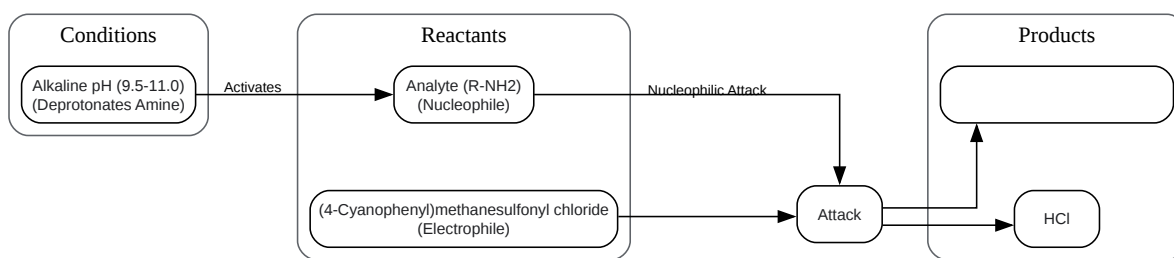 Conditions
Reactants
Products
Alkaline pH (9.5-11.0)
(Deprotonates Amine)
Activates
Analyte (R-NH2)
(Nucleophile)
Nucleophilic Attack
(4-Cyanophenyl)methanesulfonyl chloride
(Electrophile)
Attack
HCl